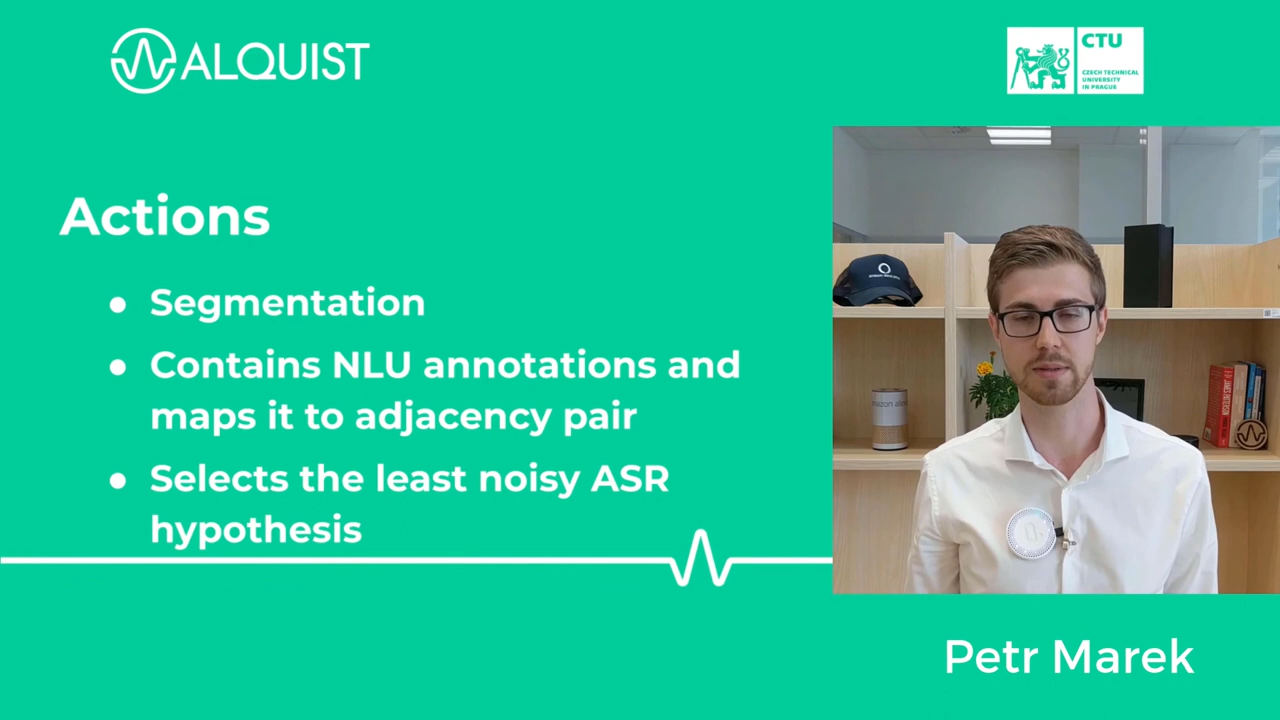 ALQUIST
CTU
CZECH TECHNICAL
UNIVERSITY
IN PRAGUE
Actions
Segmentation
Contains NLU annotations and
maps it to adjacency pair
Selects the least noisy ASR
hypothesis
Petr Marek